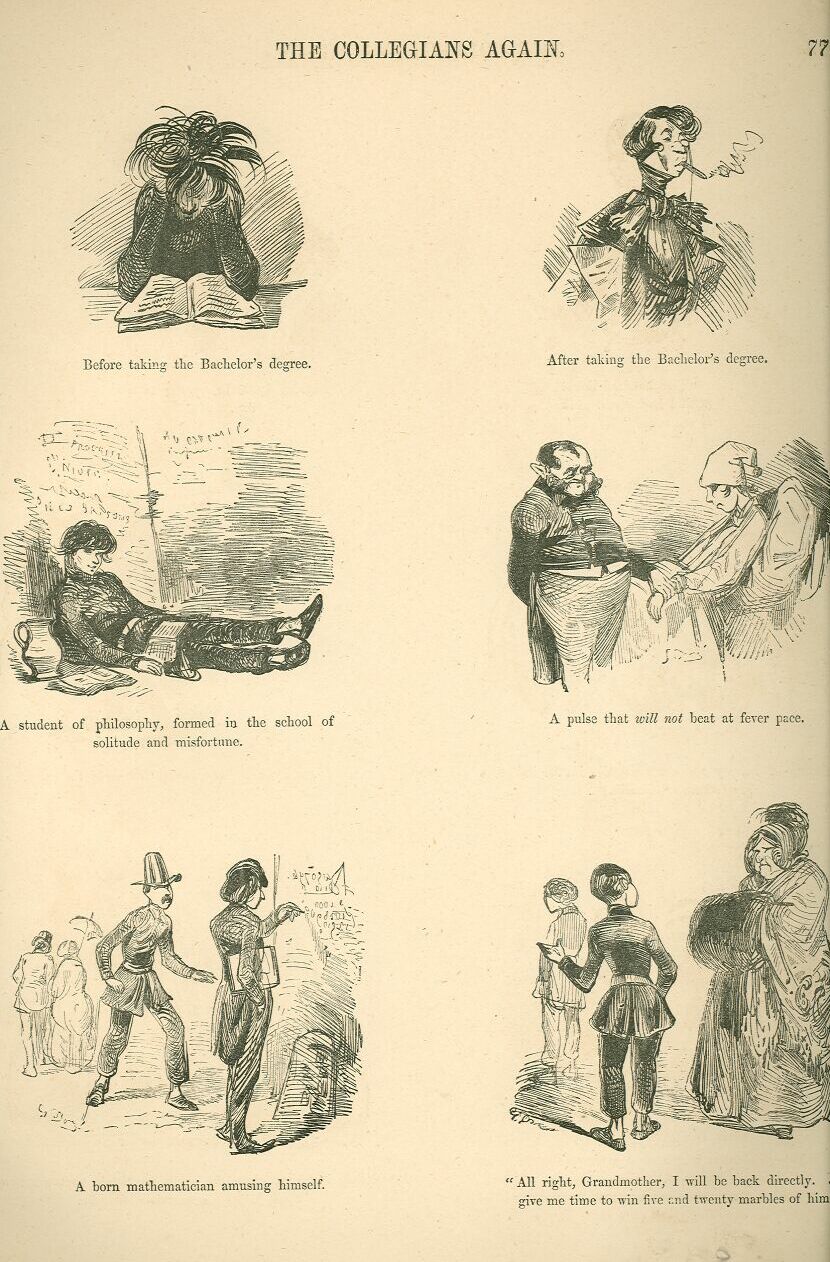 THE COLLEGIANS AGAIN.
77
Before taking the Bachelor's degree.
After taking the Bachelor's degree.
A student of philosophy, formed in the school of
solitude and misfortune.
A pulse that will not beat at fever pace.
A born mathematician amusing himself.
"All right, Grandmother, I will be back directly.
give me time to win five and twenty marbles of him